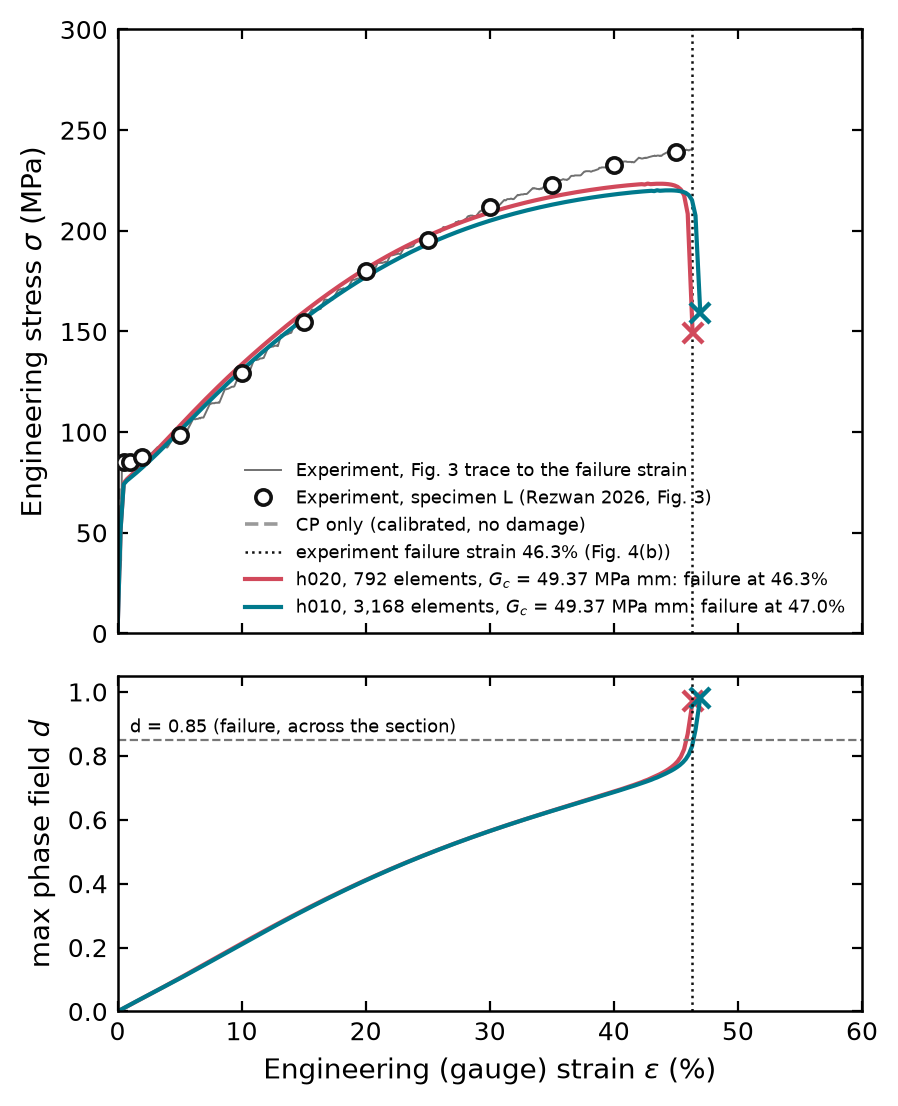 300
250
200
150
100
50
0
Engineering stress σ (MPa)
Experiment, Fig. 3 trace to the failure strain
Experiment, specimen L (Rezwan 2026, Fig. 3)
CP only (calibrated, no damage)
experiment failure strain 46.3% (Fig. 4(b))
h020, 792 elements, G_c = 49.37 MPa mm: failure at 46.3%
h010, 3,168 elements, G_c = 49.37 MPa mm: failure at 47.0%
1.0
0.8
0.6
0.4
0.2
0.0
max phase field d
d = 0.85 (failure, across the section)
0 10 20 30 40 50 60
Engineering (gauge) strain ε (%)